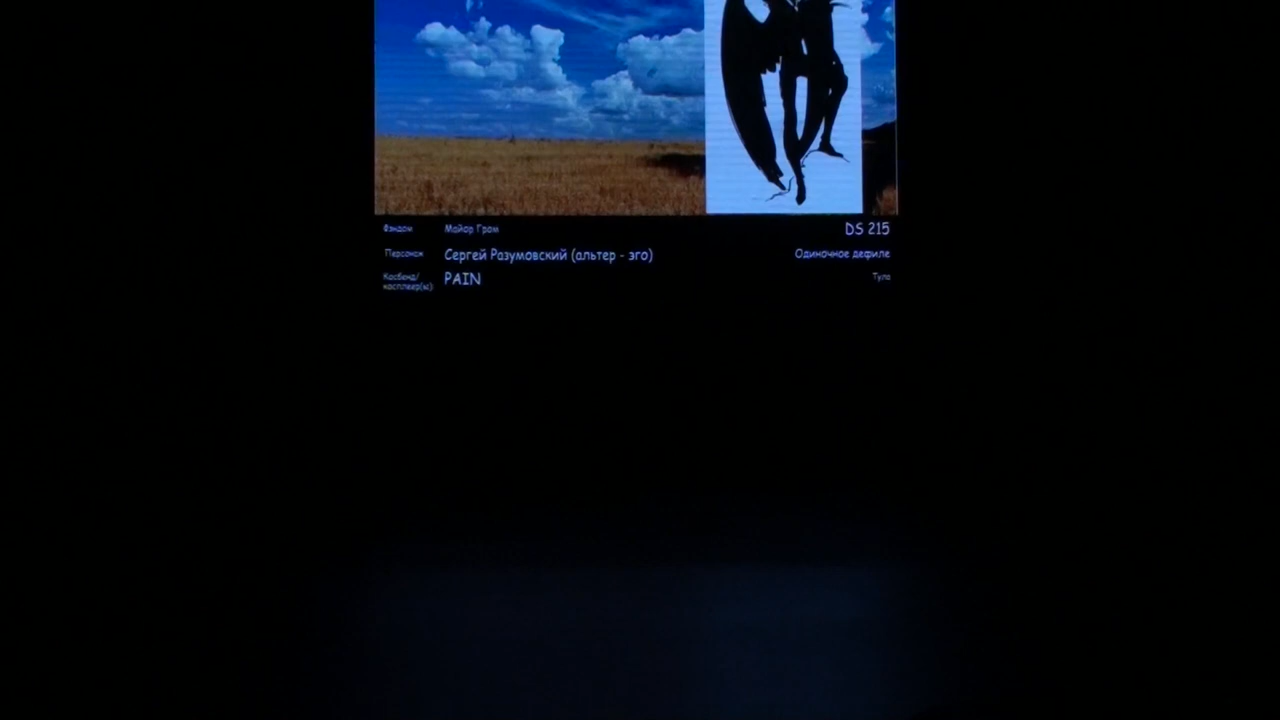 Фэндом Майор Гром DS 215
Персонаж Сергей Разумовский (альтер - эго) Одиночное дефиле
Косбенд/ PAIN Тула
косплеер(ы)